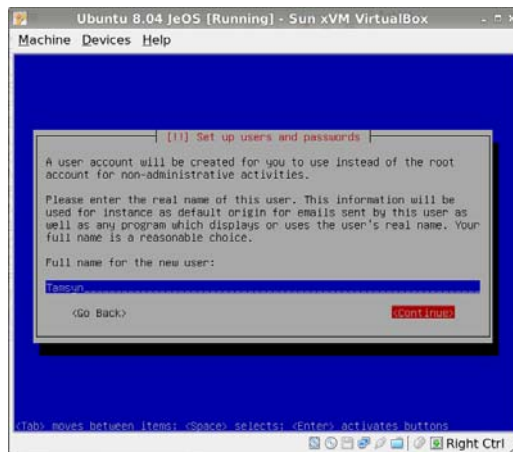 Ubuntu 8.04 JeOS [Running] - Sun xVM VirtualBox
Machine Devices Help
[!!] Set up users and passwords
A user account will be created for you to use instead of the root
account for non-administrative activities.
Please enter the real name of this user. This information will be
used for instance as default origin for emails sent by this user as
well as any program which displays or uses the user's real name. Your
full name is a reasonable choice.
Full name for the new user:
Tamsyn
<Go Back> <Continue>
<Tab> moves between items; <Space> selects; <Enter> activates buttons
Right Ctrl